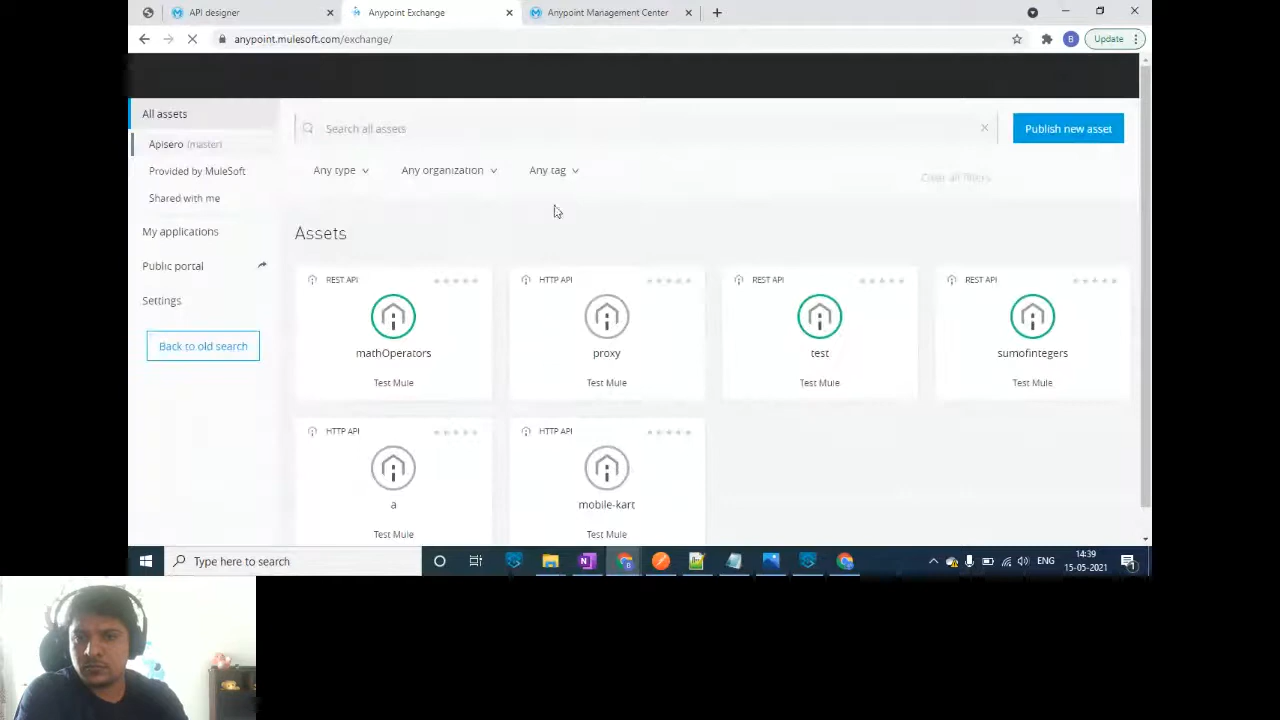 API designer
Anypoint Exchange
Anypoint Management Center
anypoint.mulesoft.com/exchange/
B
Update
All assets
Search all assets
Publish new asset
Apisero (master)
Any type
Any organization
Any tag
Clear all filters
Provided by MuleSoft
Shared with me
My applications
Assets
Public portal
Settings
Back to old search
REST API
HTTP API
REST API
REST API
mathOperators
proxy
test
sumofintegers
Test Mule
Test Mule
Test Mule
Test Mule
HTTP API
HTTP API
a
mobile-kart
Test Mule
Test Mule
Type here to search
ENG
14:39
15-05-2021